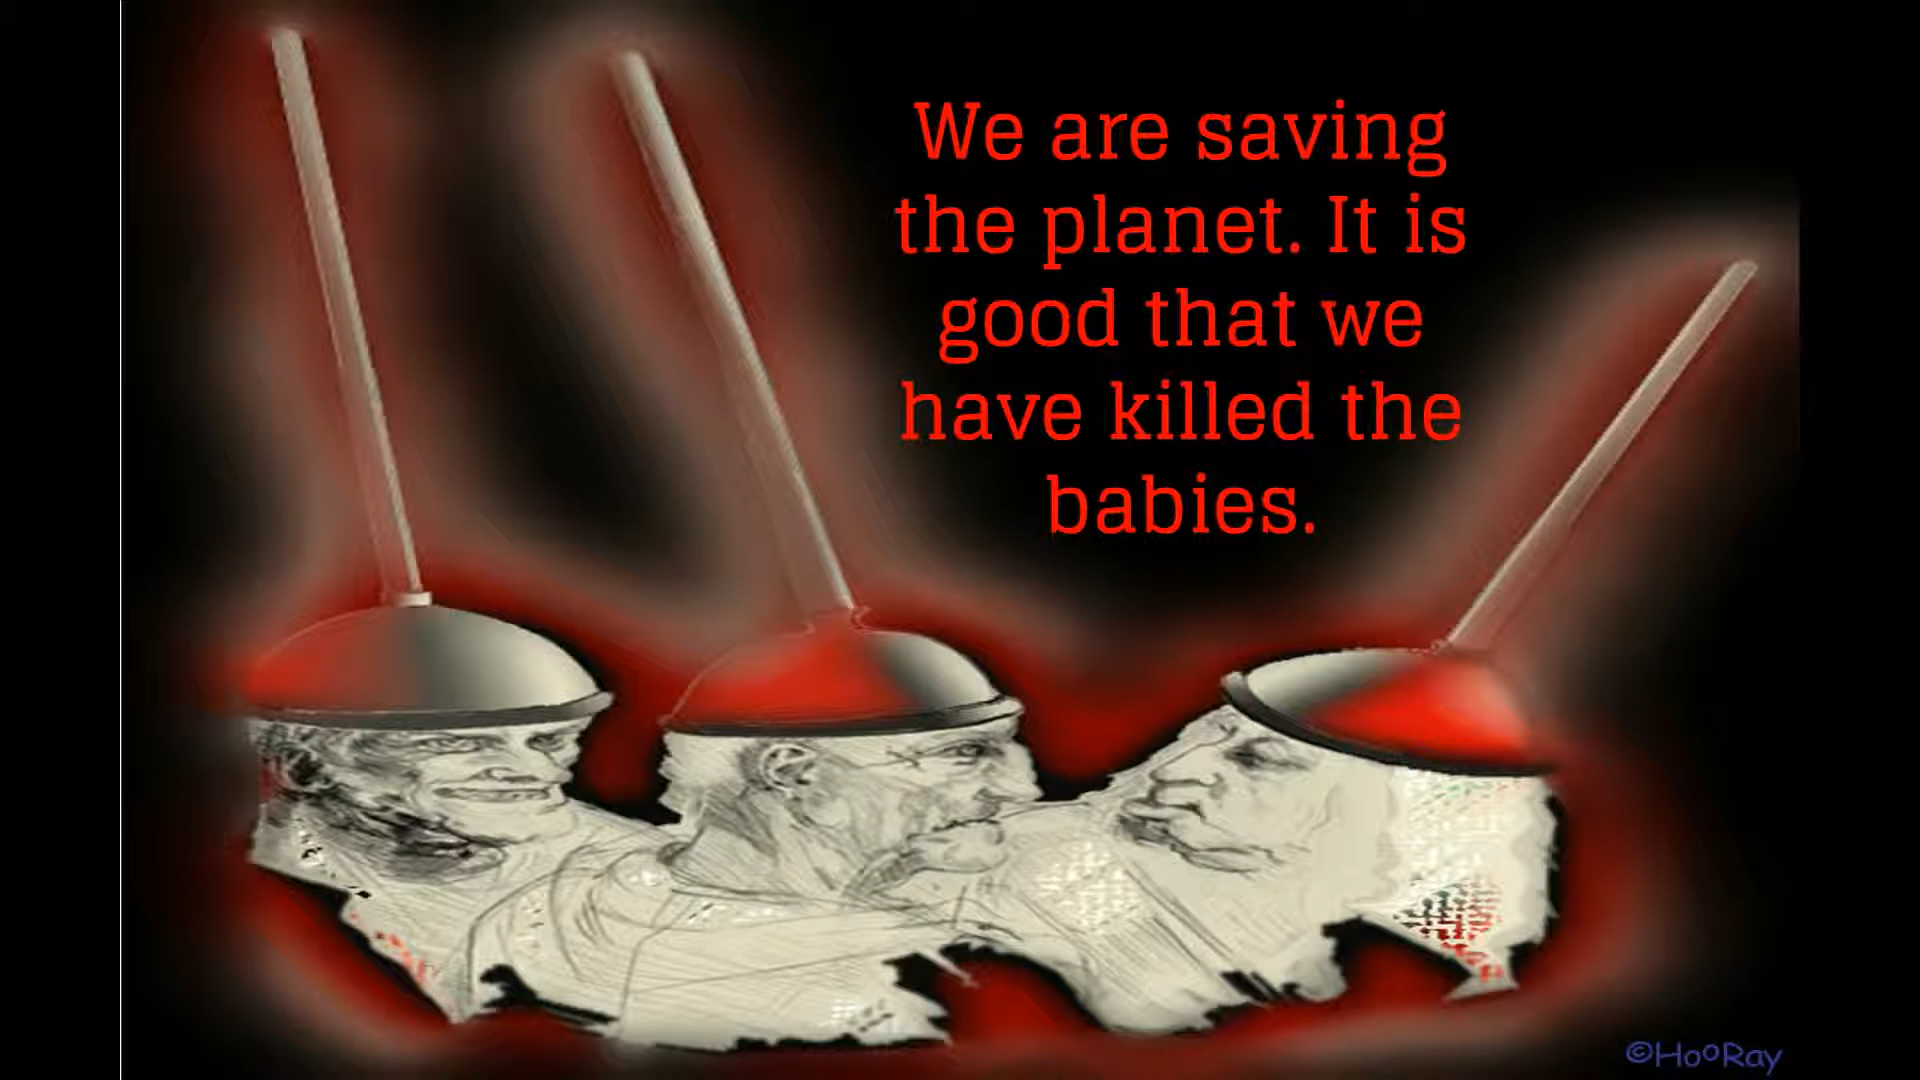 We are saving
the planet. It is
good that we
have killed the
babies.
©HooRay